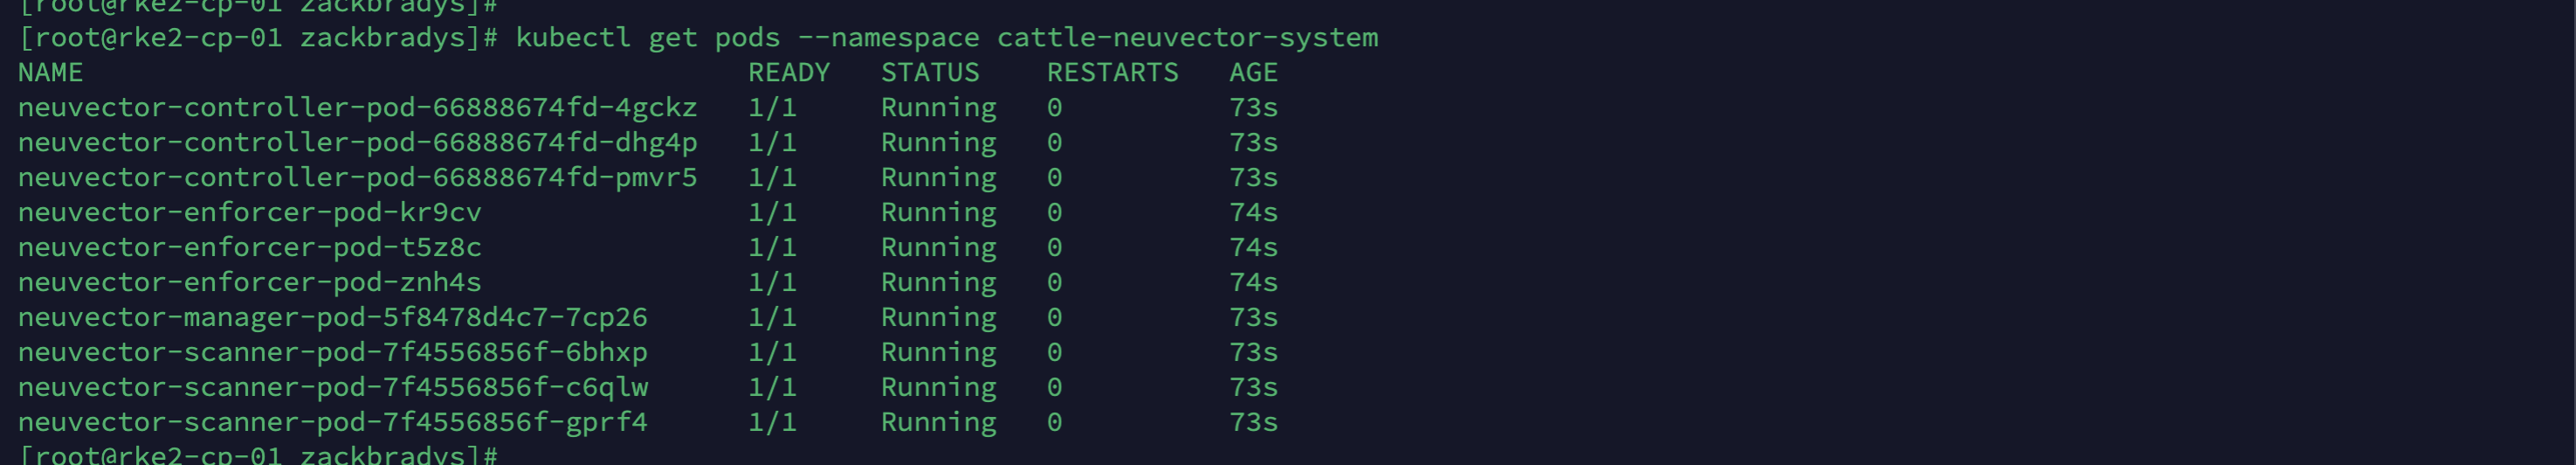 [root@rke2-cp-01 zackbradys]#
[root@rke2-cp-01 zackbradys]# kubectl get pods --namespace cattle-neuvector-system
NAME                                        READY   STATUS    RESTARTS   AGE
neuvector-controller-pod-66888674fd-4gckz   1/1     Running   0          73s
neuvector-controller-pod-66888674fd-dhg4p   1/1     Running   0          73s
neuvector-controller-pod-66888674fd-pmvr5   1/1     Running   0          73s
neuvector-enforcer-pod-kr9cv                1/1     Running   0          74s
neuvector-enforcer-pod-t5z8c                1/1     Running   0          74s
neuvector-enforcer-pod-znh4s                1/1     Running   0          74s
neuvector-manager-pod-5f8478d4c7-7cp26      1/1     Running   0          73s
neuvector-scanner-pod-7f4556856f-6bhxp      1/1     Running   0          73s
neuvector-scanner-pod-7f4556856f-c6qlw      1/1     Running   0          73s
neuvector-scanner-pod-7f4556856f-gprf4      1/1     Running   0          73s
[root@rke2-cp-01 zackbradys]#